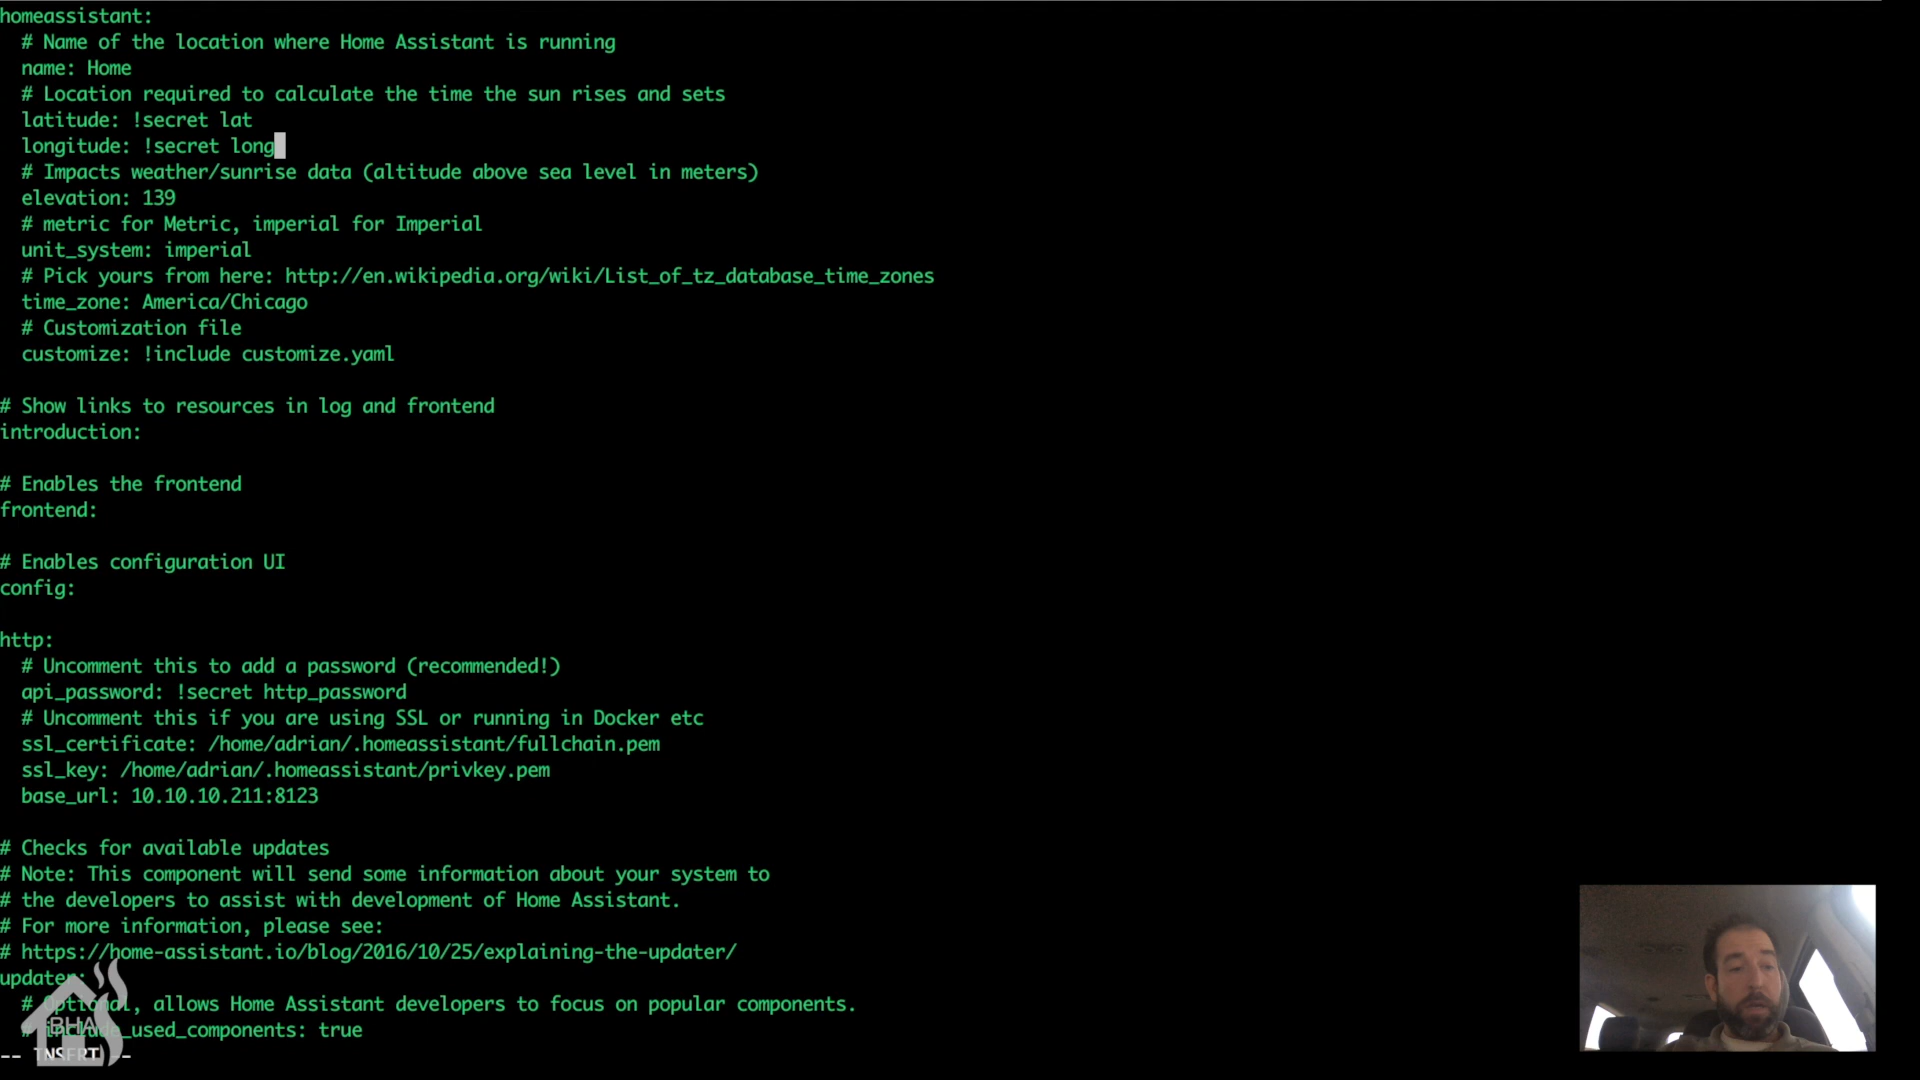 homeassistant:
  # Name of the location where Home Assistant is running
  name: Home
  # Location required to calculate the time the sun rises and sets
  latitude: !secret lat
  longitude: !secret long
  # Impacts weather/sunrise data (altitude above sea level in meters)
  elevation: 139
  # metric for Metric, imperial for Imperial
  unit_system: imperial
  # Pick yours from here: http://en.wikipedia.org/wiki/List_of_tz_database_time_zones
  time_zone: America/Chicago
  # Customization file
  customize: !include customize.yaml

# Show links to resources in log and frontend
introduction:

# Enables the frontend
frontend:

# Enables configuration UI
config:

http:
  # Uncomment this to add a password (recommended!)
  api_password: !secret http_password
  # Uncomment this if you are using SSL or running in Docker etc
  ssl_certificate: /home/adrian/.homeassistant/fullchain.pem
  ssl_key: /home/adrian/.homeassistant/privkey.pem
  base_url: 10.10.10.211:8123

# Checks for available updates
# Note: This component will send some information about your system to
# the developers to assist with development of Home Assistant.
# For more information, please see:
# https://home-assistant.io/blog/2016/10/25/explaining-the-updater/
updater:
  # Optional, allows Home Assistant developers to focus on popular components.
  # include_used_components: true
-- INSERT --
BHA